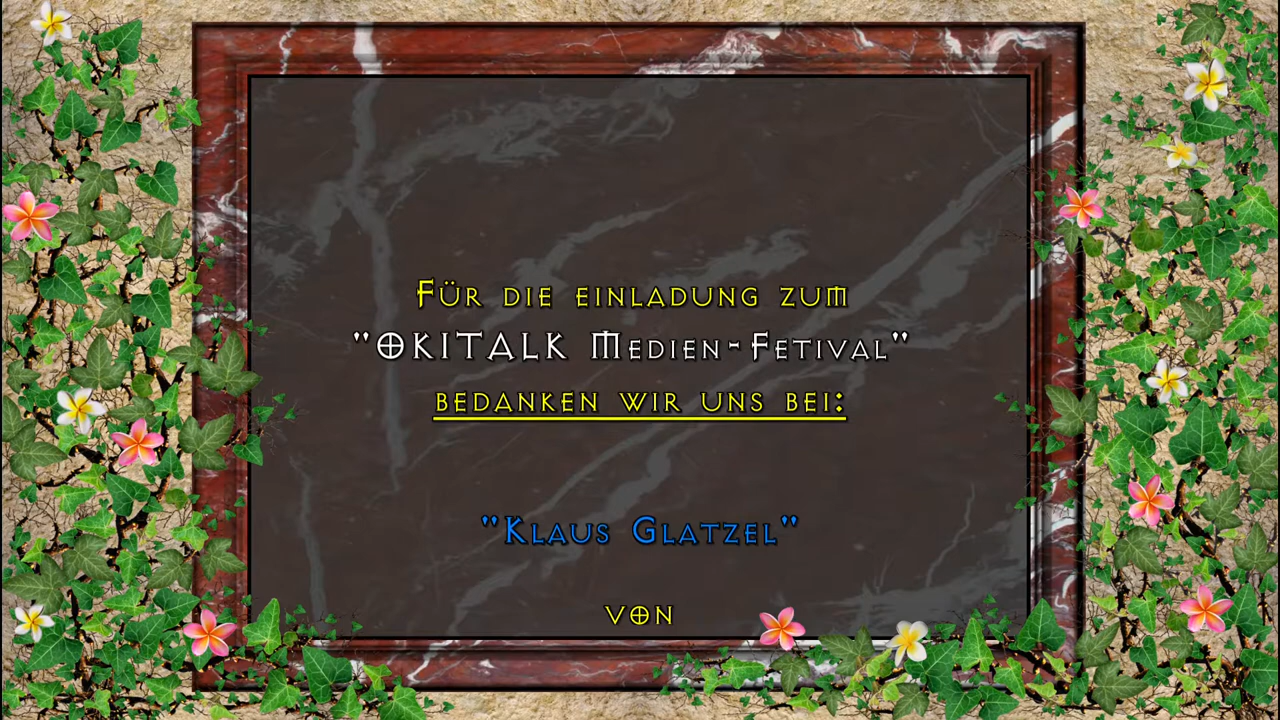 Für die einladung zum
"OKITALK Medien-Fetival"
bedanken wir uns bei:
"Klaus Glatzel"
von